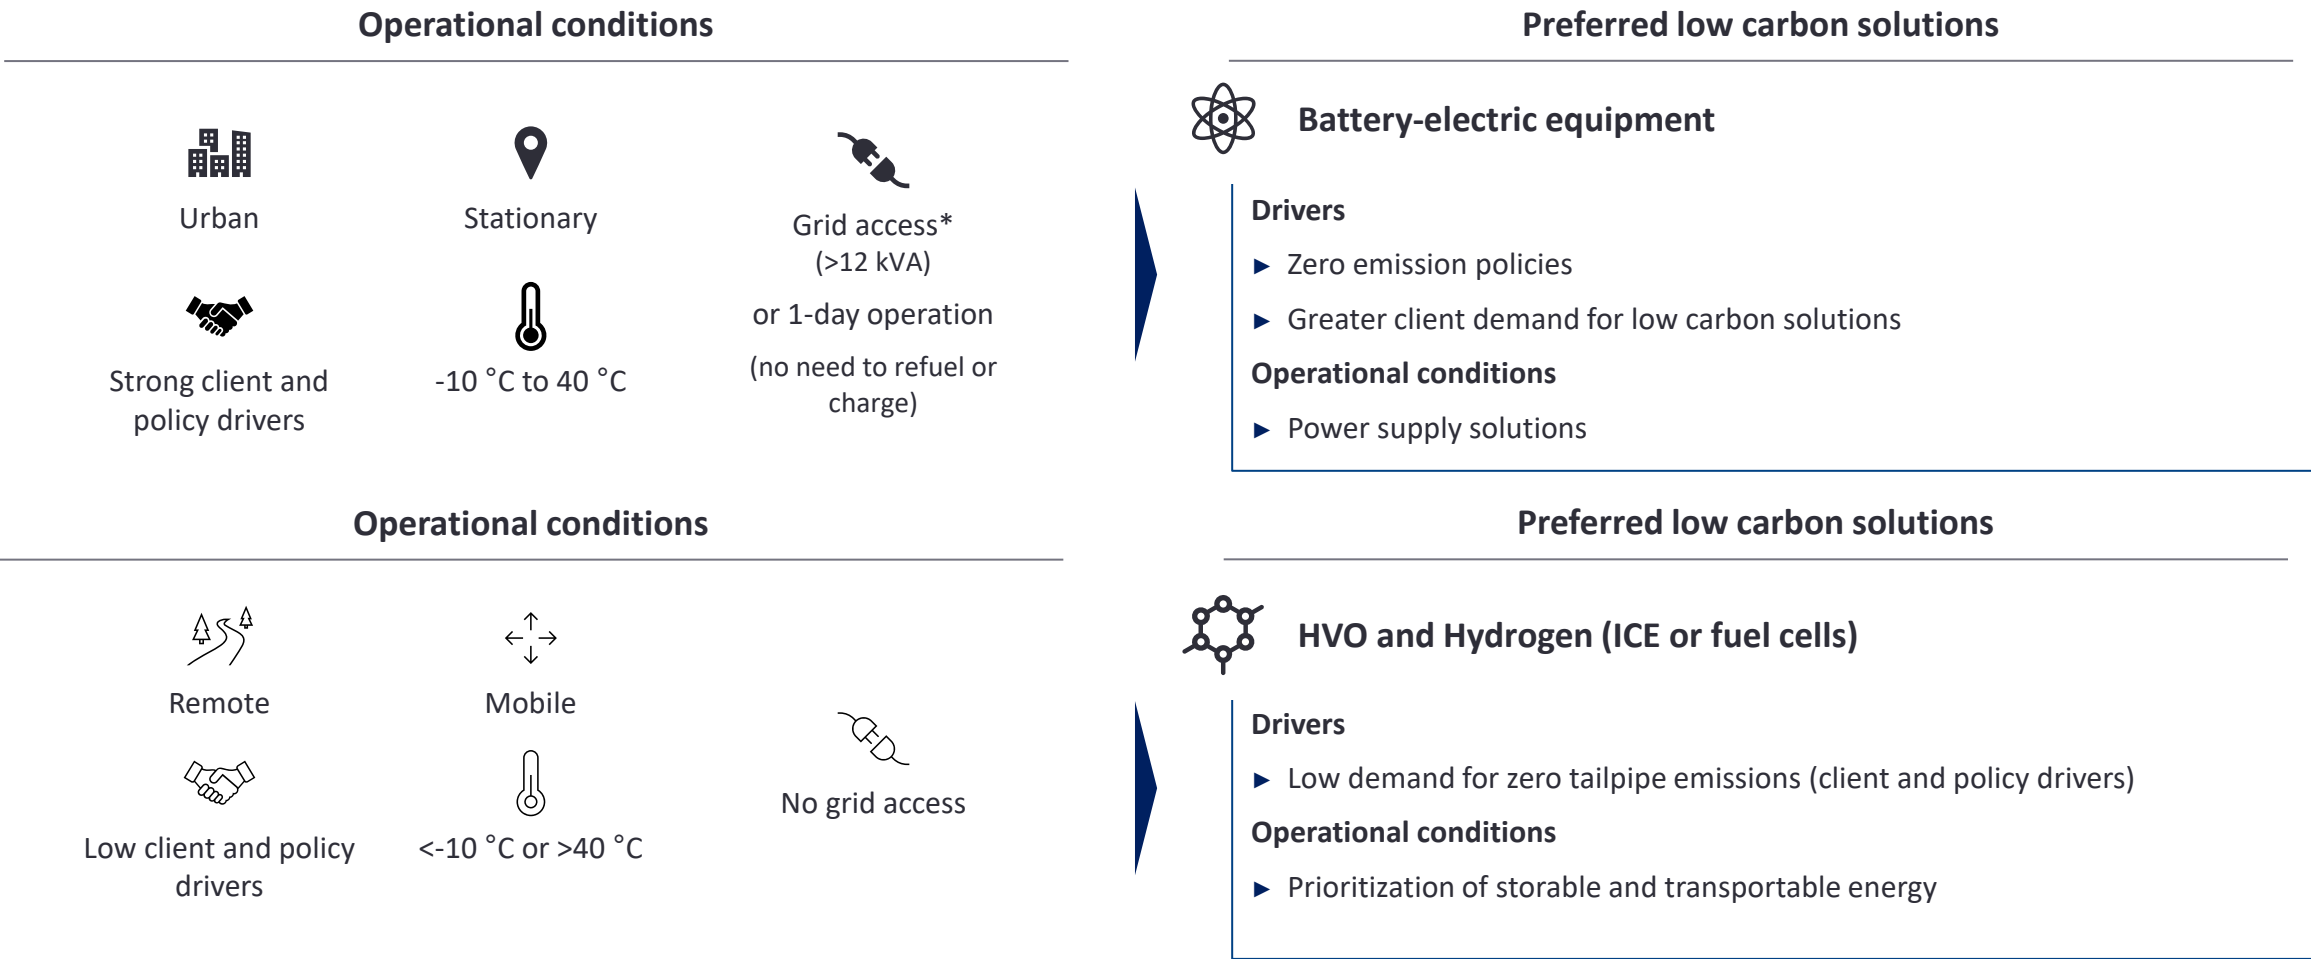 Operational conditions
Urban
Stationary
Grid access*
(>12 kVA)
or 1-day operation
(no need to refuel or
charge)
Strong client and
policy drivers
-10 °C to 40 °C
Preferred low carbon solutions
Battery-electric equipment
Drivers
► Zero emission policies
► Greater client demand for low carbon solutions
Operational conditions
► Power supply solutions
Operational conditions
Remote
Mobile
No grid access
Low client and policy
drivers
<-10 °C or >40 °C
Preferred low carbon solutions
HVO and Hydrogen (ICE or fuel cells)
Drivers
► Low demand for zero tailpipe emissions (client and policy drivers)
Operational conditions
► Prioritization of storable and transportable energy